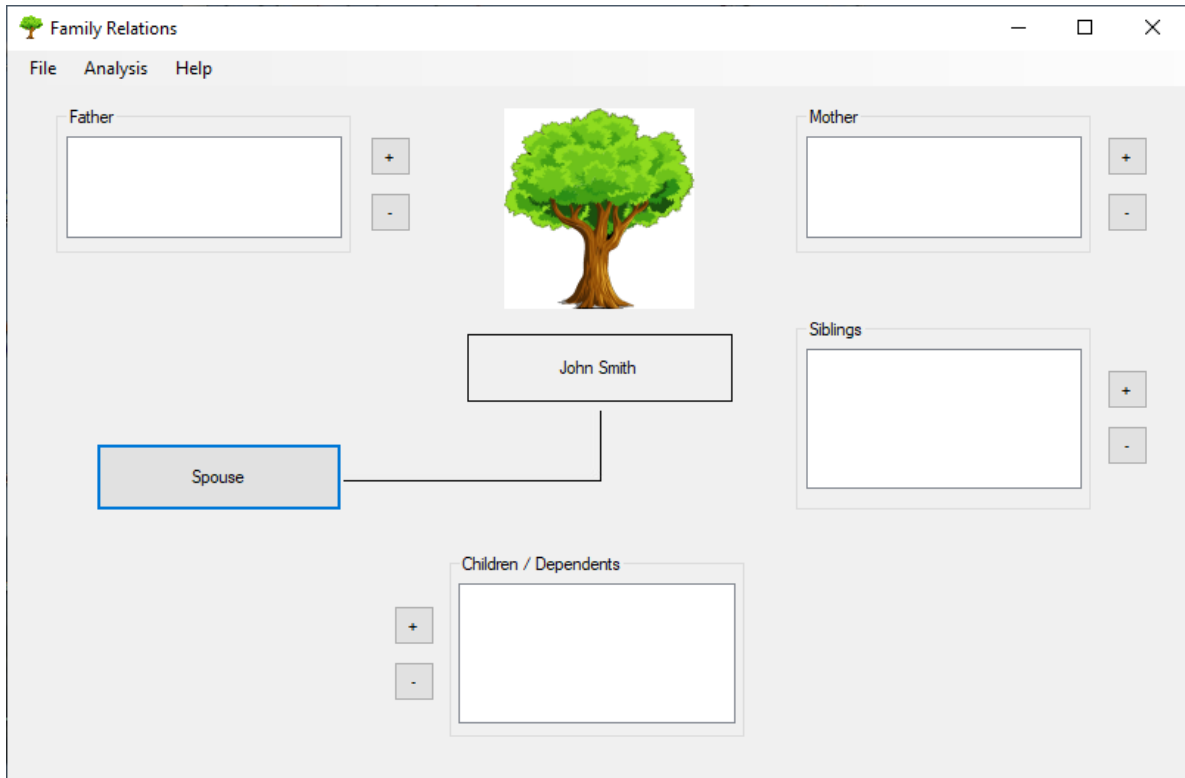 Family Relations
File Analysis Help
Father
+
-
Mother
+
-
John Smith
Siblings
+
-
Spouse
Children / Dependents
+
-